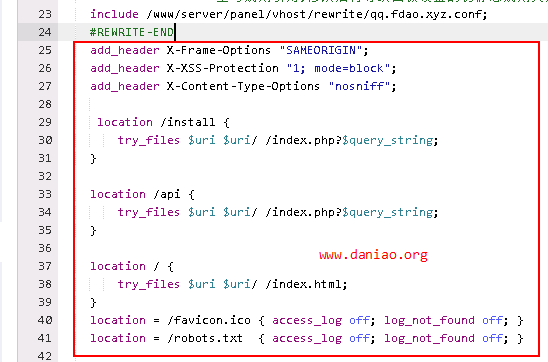 23 include /www/server/panel/vhost/rewrite/qq.fdao.xyz.conf;
24 #REWRITE-END
25 add_header X-Frame-Options "SAMEORIGIN";
26 add_header X-XSS-Protection "1; mode=block";
27 add_header X-Content-Type-Options "nosniff";
28
29 location /install {
30 try_files $uri $uri/ /index.php?$query_string;
31 }
32
33 location /api {
34 try_files $uri $uri/ /index.php?$query_string;
35 }
36
37 location / {
www.daniao.org
38 try_files $uri $uri/ /index.html;
39 }
40 location = /favicon.ico { access_log off; log_not_found off; }
41 location = /robots.txt  { access_log off; log_not_found off; }
42